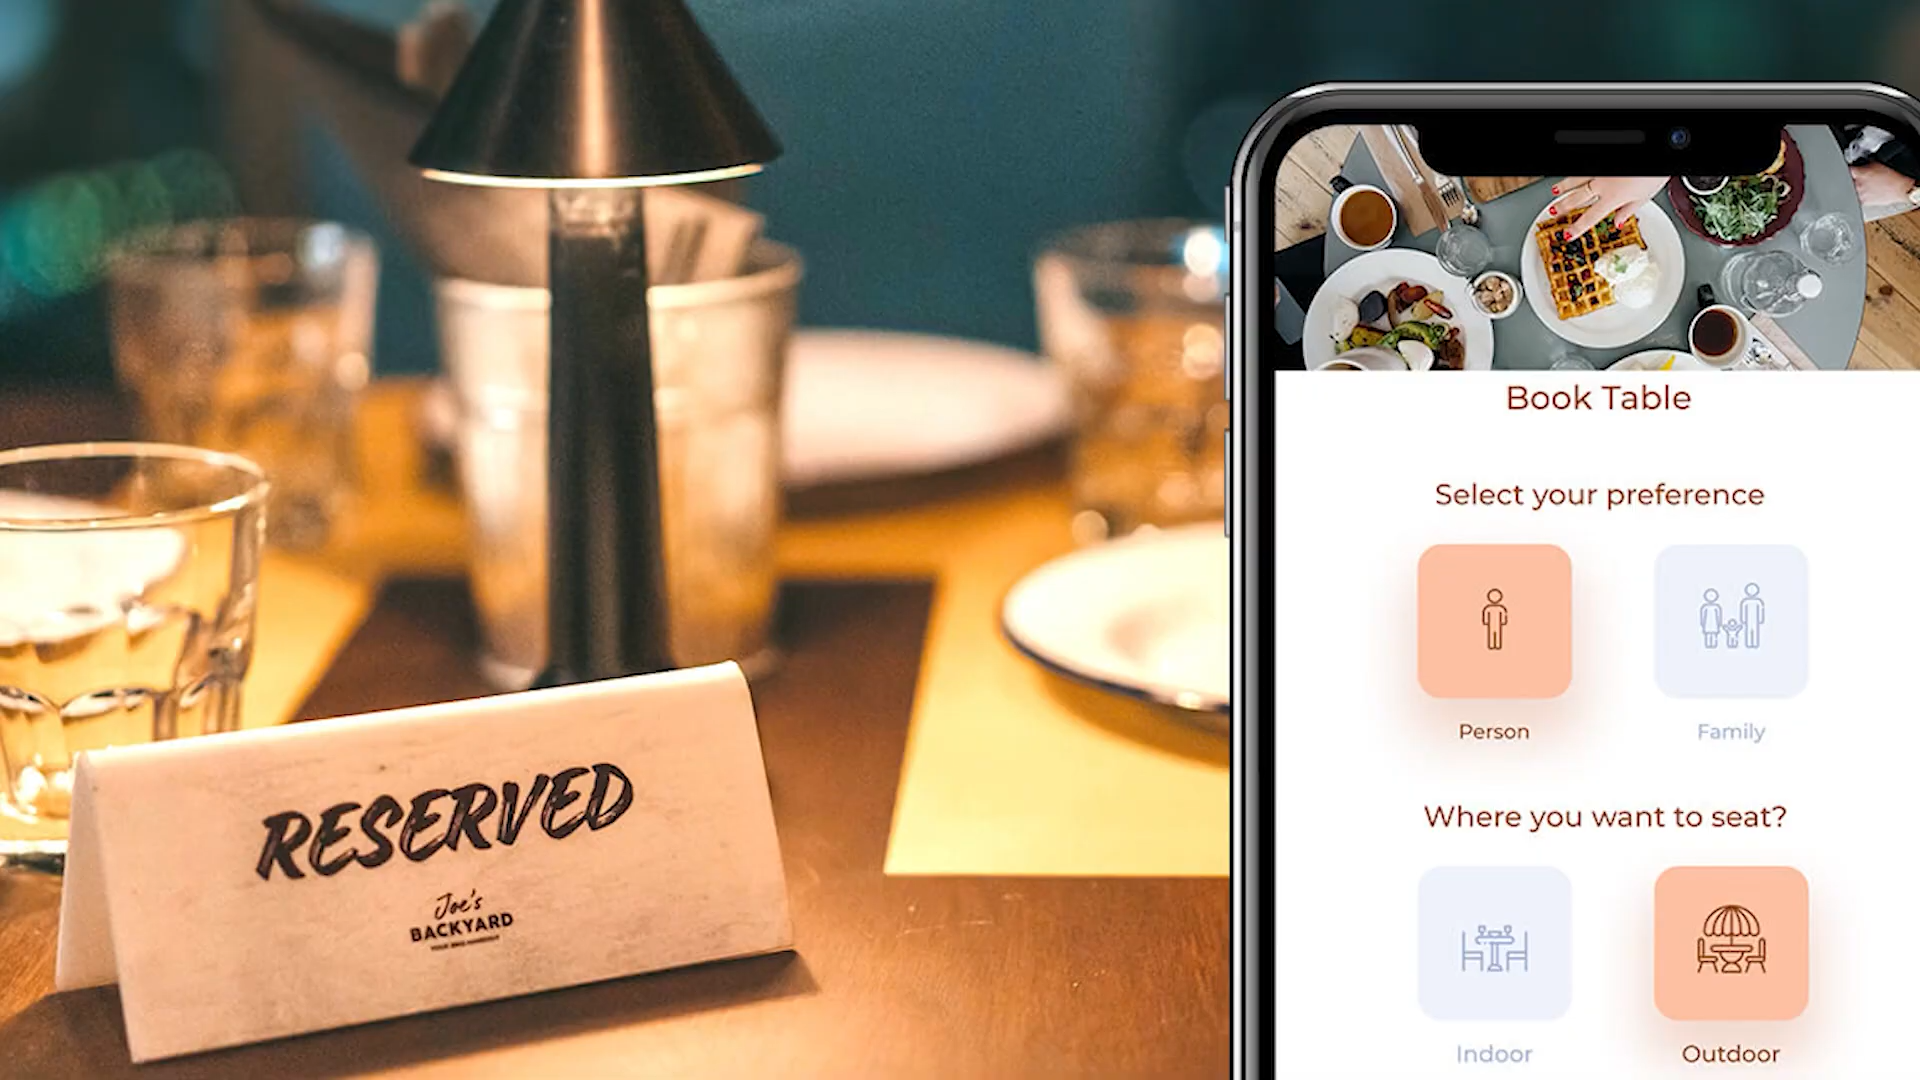 RESERVED
Joe's
BACKYARD
Book Table
Select your preference
Person
Family
Where you want to seat?
Indoor
Outdoor